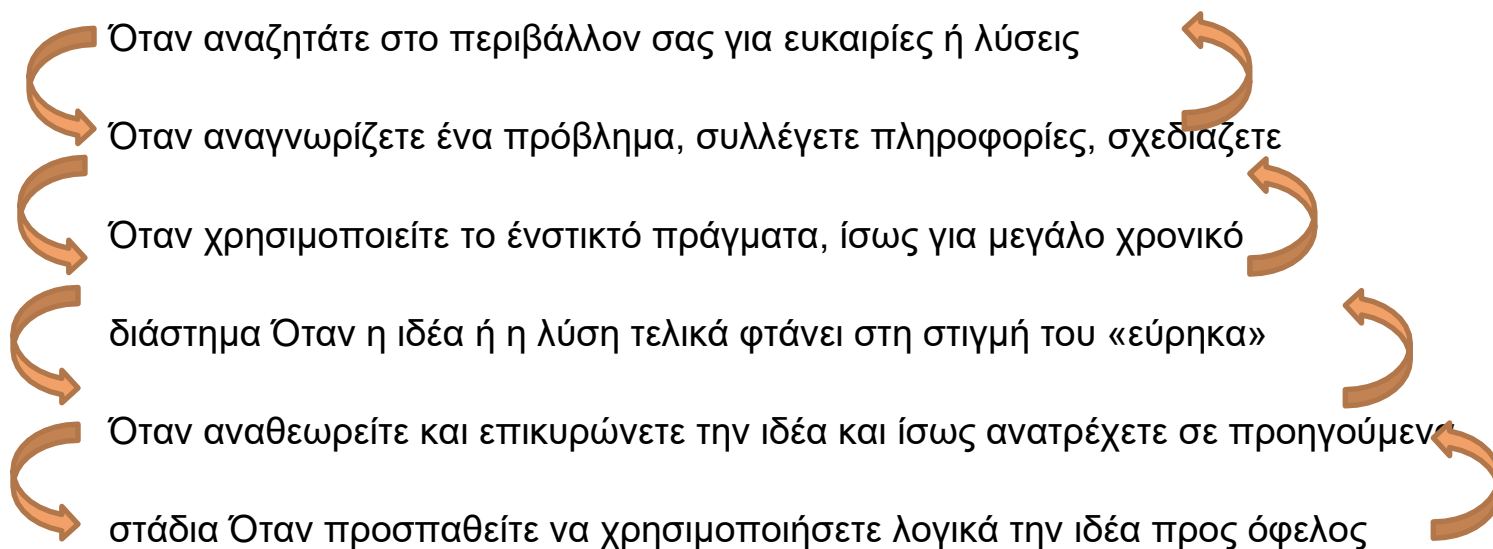 Όταν αναζητάτε στο περιβάλλον σας για ευκαιρίες ή λύσεις
Όταν αναγνωρίζετε ένα πρόβλημα, συλλέγετε πληροφορίες, σχεδιάζετε
Όταν χρησιμοποιείτε το ένστικτό πράγματα, ίσως για μεγάλο χρονικό
διάστημα Όταν η ιδέα ή η λύση τελικά φτάνει στη στιγμή του «εύρηκα»
Όταν αναθεωρείτε και επικυρώνετε την ιδέα και ίσως ανατρέχετε σε προηγούμενα
στάδια Όταν προσπαθείτε να χρησιμοποιήσετε λογικά την ιδέα προς όφελος